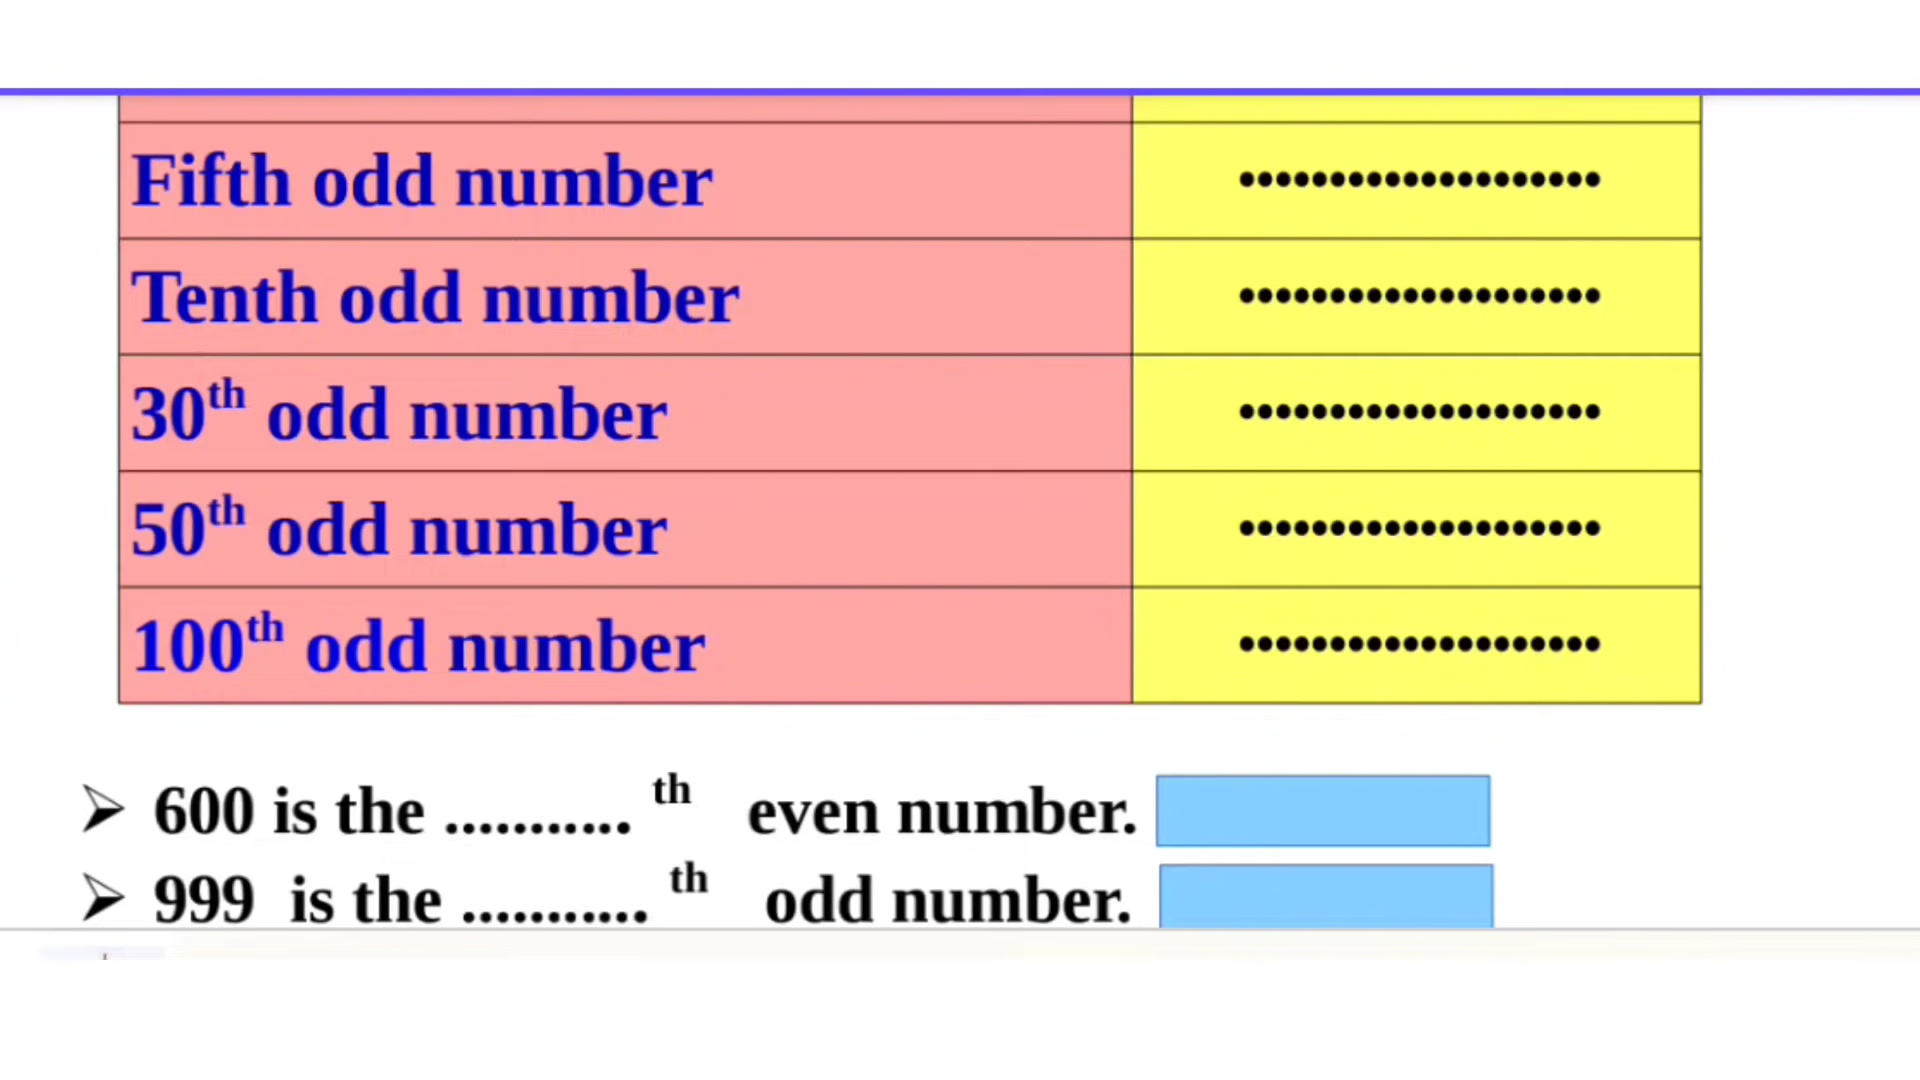 Fifth odd number ....................
Tenth odd number ....................
30th odd number ....................
50th odd number ....................
100th odd number ....................
➢ 600 is the ........... th even number.
➢ 999 is the ........... th odd number.